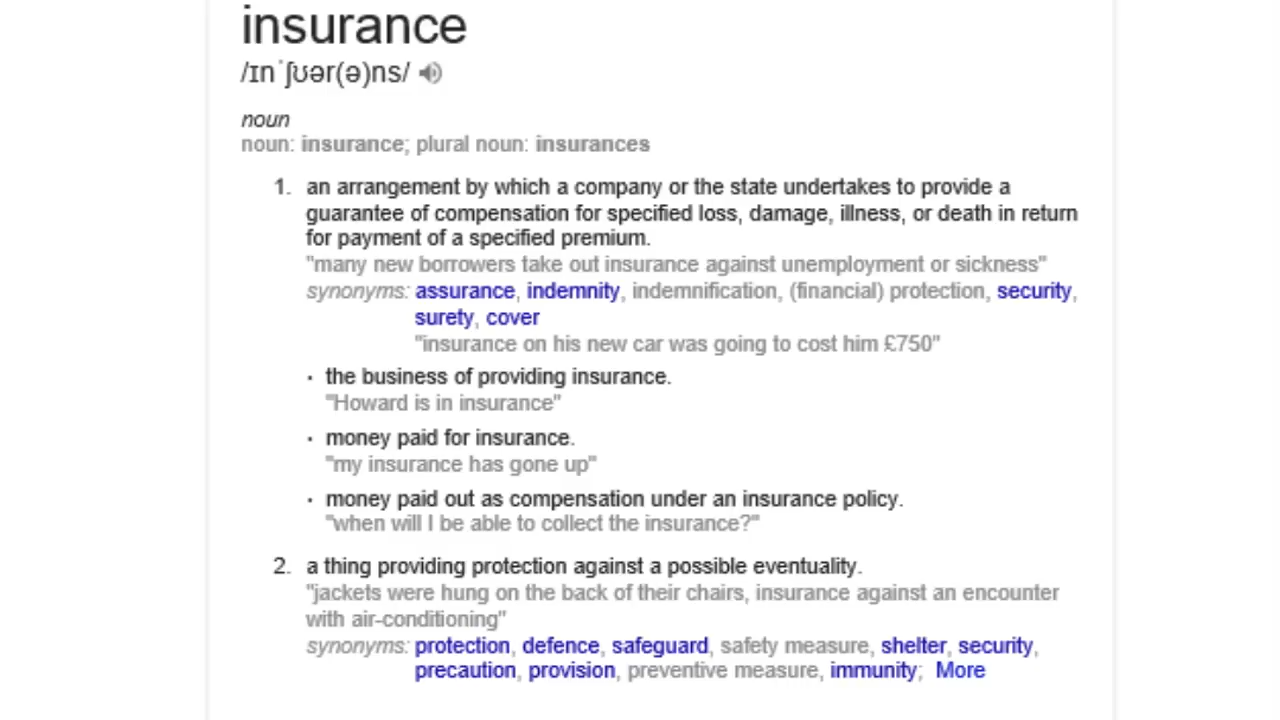 insurance
/ɪnˈʃʊər(ə)ns/
noun
noun: insurance; plural noun: insurances
1. an arrangement by which a company or the state undertakes to provide a
guarantee of compensation for specified loss, damage, illness, or death in return
for payment of a specified premium.
"many new borrowers take out insurance against unemployment or sickness"
synonyms: assurance, indemnity, indemnification, (financial) protection, security,
surety, cover
"insurance on his new car was going to cost him £750"
· the business of providing insurance.
"Howard is in insurance"
· money paid for insurance.
"my insurance has gone up"
· money paid out as compensation under an insurance policy.
"when will I be able to collect the insurance?"
2. a thing providing protection against a possible eventuality.
"jackets were hung on the back of their chairs, insurance against an encounter
with air-conditioning"
synonyms: protection, defence, safeguard, safety measure, shelter, security,
precaution, provision, preventive measure, immunity; More